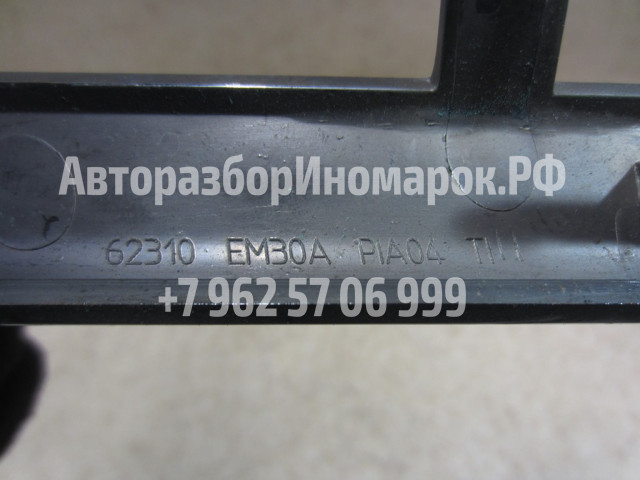 АвторазборИномарок.РФ
62310 EM30A PIA04
+7 962 57 06 999